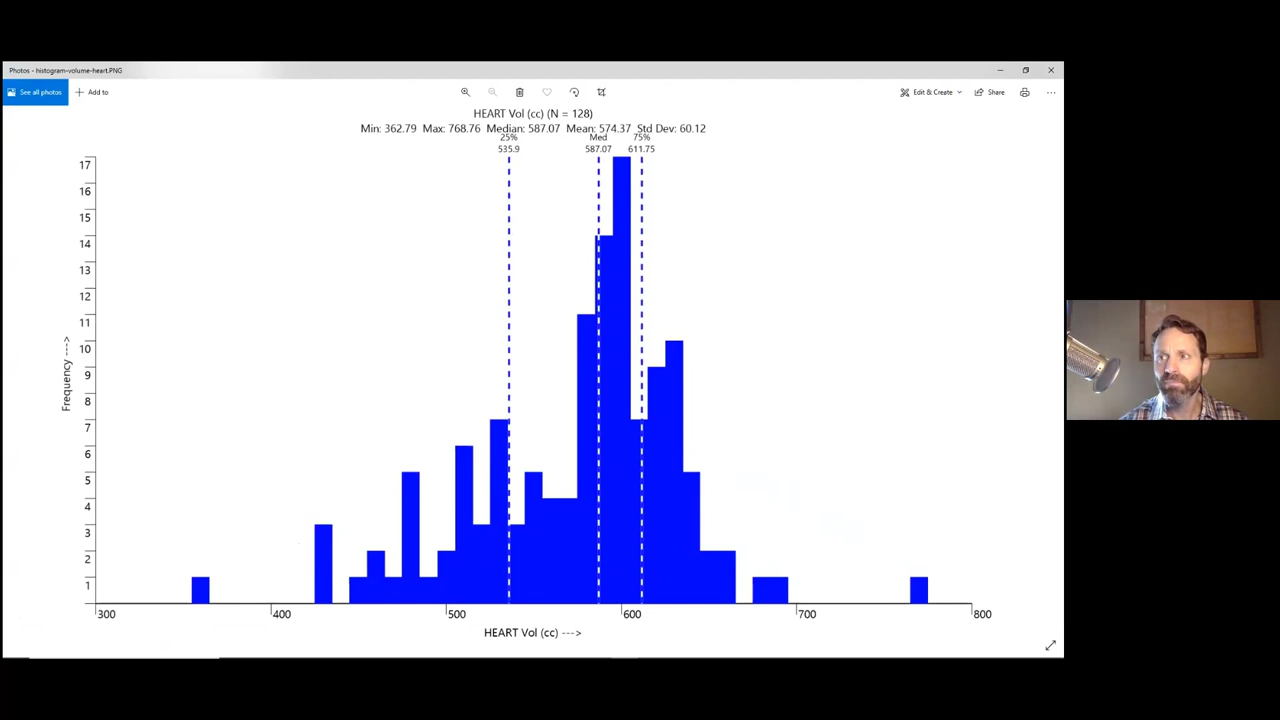 Photos - histogram-volume-heart.PNG
See all photos + Add to Edit & Create Share
HEART Vol (cc) (N = 128)
Min: 362.79 Max: 768.76 Median: 587.07 Mean: 574.37 Std Dev: 60.12
25% Med 75%
535.9 587.07 611.75
17
16
15
14
13
12
11
10
9
8
7
6
5
4
3
2
1
Frequency --->
300 400 500 600 700 800
HEART Vol (cc) --->